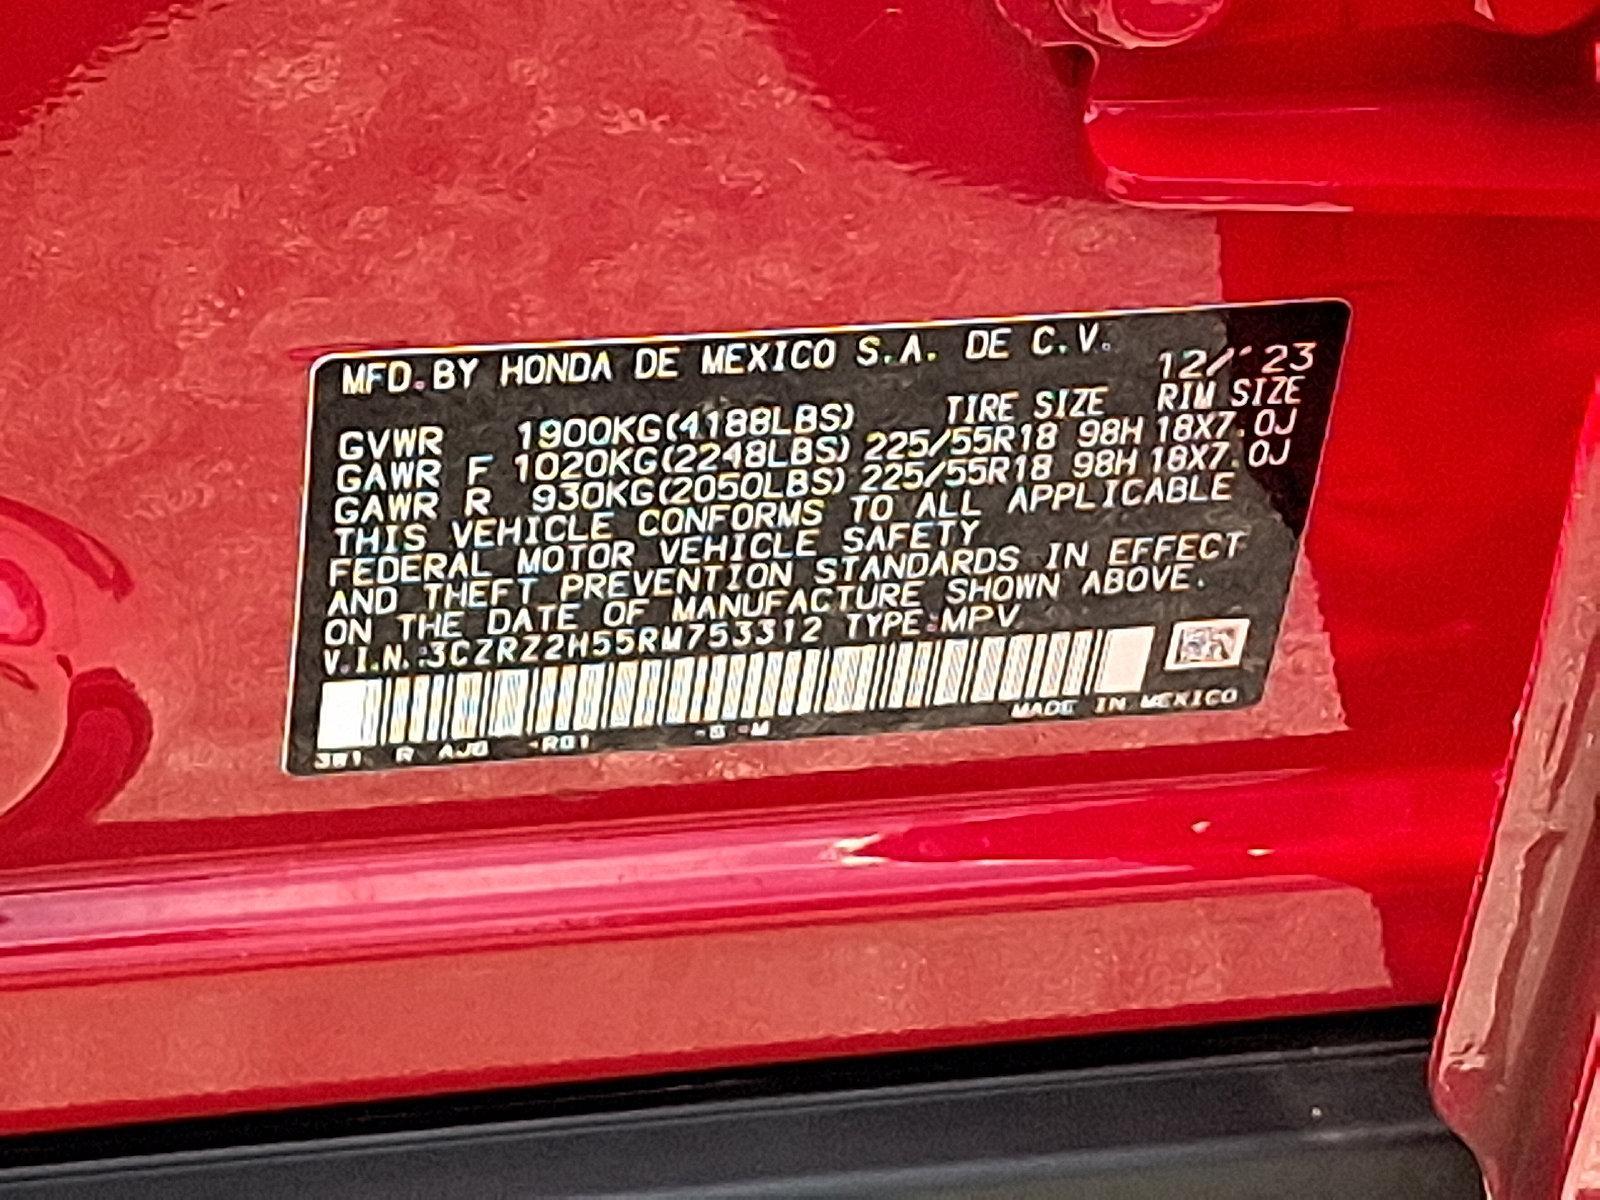 MFD.BY HONDA DE MEXICO S.A. DE C.V. 12/'23
TIRE SIZE RIM SIZE
GVWR 1900KG(4188LBS)
GAWR F 1020KG(2248LBS) 225/55R18 98H 18X7.0J
GAWR R 930KG(2050LBS) 225/55R18 98H 18X7.0J
THIS VEHICLE CONFORMS TO ALL APPLICABLE
FEDERAL MOTOR VEHICLE SAFETY
AND THEFT PREVENTION STANDARDS IN EFFECT
ON THE DATE OF MANUFACTURE SHOWN ABOVE.
V.I.N.:3CZRZ2H55RM753312 TYPE:MPV
MADE IN MEXICO
3W1 R -R01